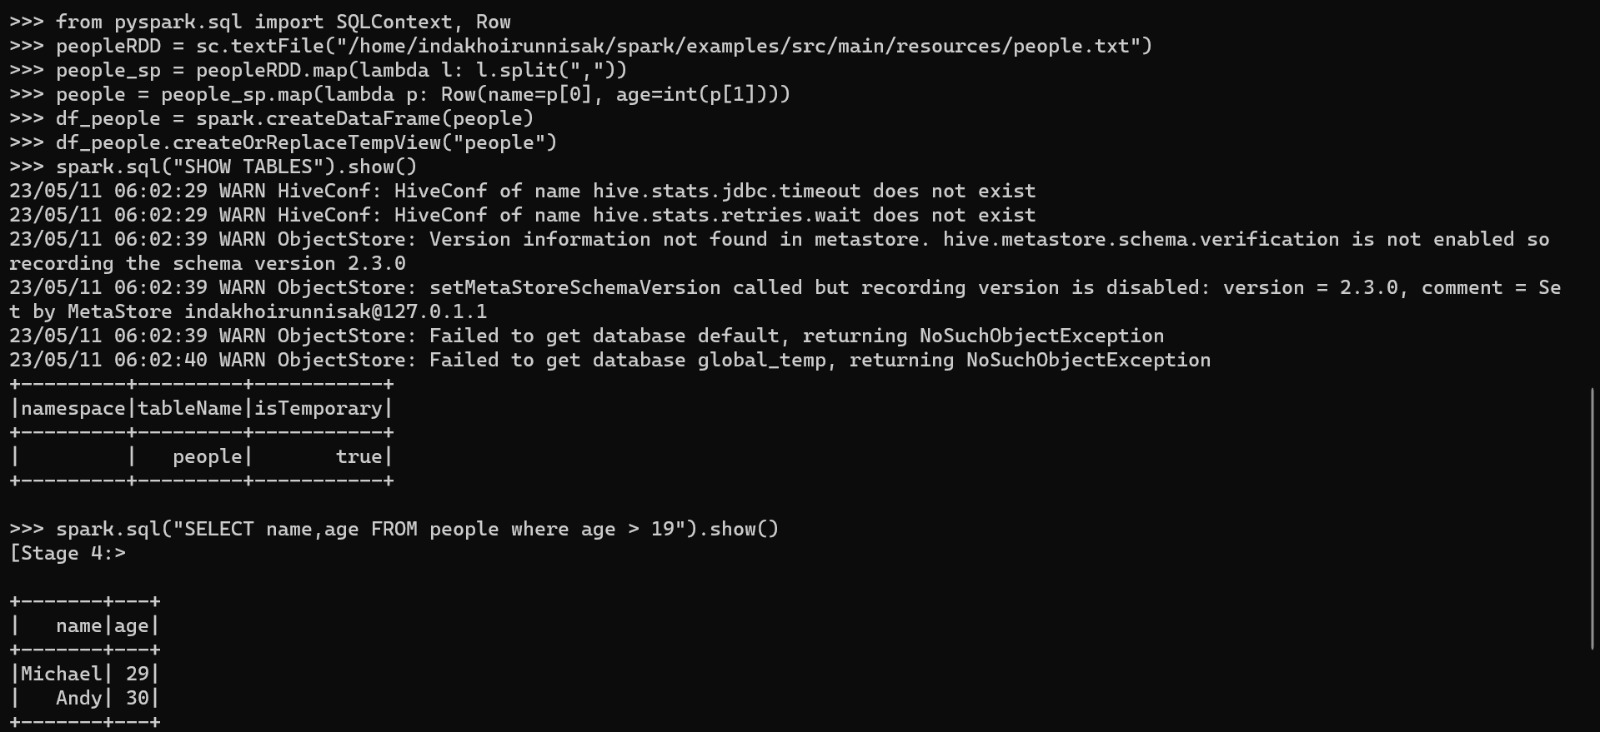 >>> from pyspark.sql import SQLContext, Row
>>> peopleRDD = sc.textFile("/home/indakhoirunnisak/spark/examples/src/main/resources/people.txt")
>>> people_sp = peopleRDD.map(lambda l: l.split(","))
>>> people = people_sp.map(lambda p: Row(name=p[0], age=int(p[1])))
>>> df_people = spark.createDataFrame(people)
>>> df_people.createOrReplaceTempView("people")
>>> spark.sql("SHOW TABLES").show()
23/05/11 06:02:29 WARN HiveConf: HiveConf of name hive.stats.jdbc.timeout does not exist
23/05/11 06:02:29 WARN HiveConf: HiveConf of name hive.stats.retries.wait does not exist
23/05/11 06:02:39 WARN ObjectStore: Version information not found in metastore. hive.metastore.schema.verification is not enabled so
recording the schema version 2.3.0
23/05/11 06:02:39 WARN ObjectStore: setMetaStoreSchemaVersion called but recording version is disabled: version = 2.3.0, comment = Se
t by MetaStore indakhoirunnisak@127.0.1.1
23/05/11 06:02:39 WARN ObjectStore: Failed to get database default, returning NoSuchObjectException
23/05/11 06:02:40 WARN ObjectStore: Failed to get database global_temp, returning NoSuchObjectException
+---------+---------+-----------+
|namespace|tableName|isTemporary|
+---------+---------+-----------+
|         |   people|       true|
+---------+---------+-----------+

>>> spark.sql("SELECT name,age FROM people where age > 19").show()
[Stage 4:>

+-------+---+
|   name|age|
+-------+---+
|Michael| 29|
|   Andy| 30|
+-------+---+